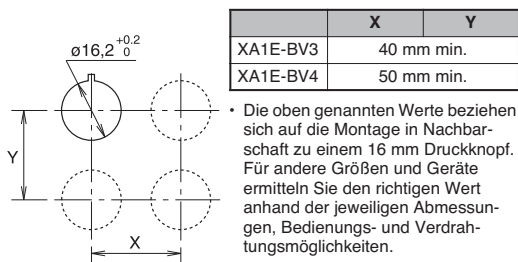 ø16,2 +0.2 0
Y
X
X Y
XA1E-BV3 40 mm min.
XA1E-BV4 50 mm min.
• Die oben genannten Werte beziehen
sich auf die Montage in Nachbar-
schaft zu einem 16 mm Druckknopf.
Für andere Größen und Geräte
ermitteln Sie den richtigen Wert
anhand der jeweiligen Abmessun-
gen, Bedienungs- und Verdrah-
tungsmöglichkeiten.